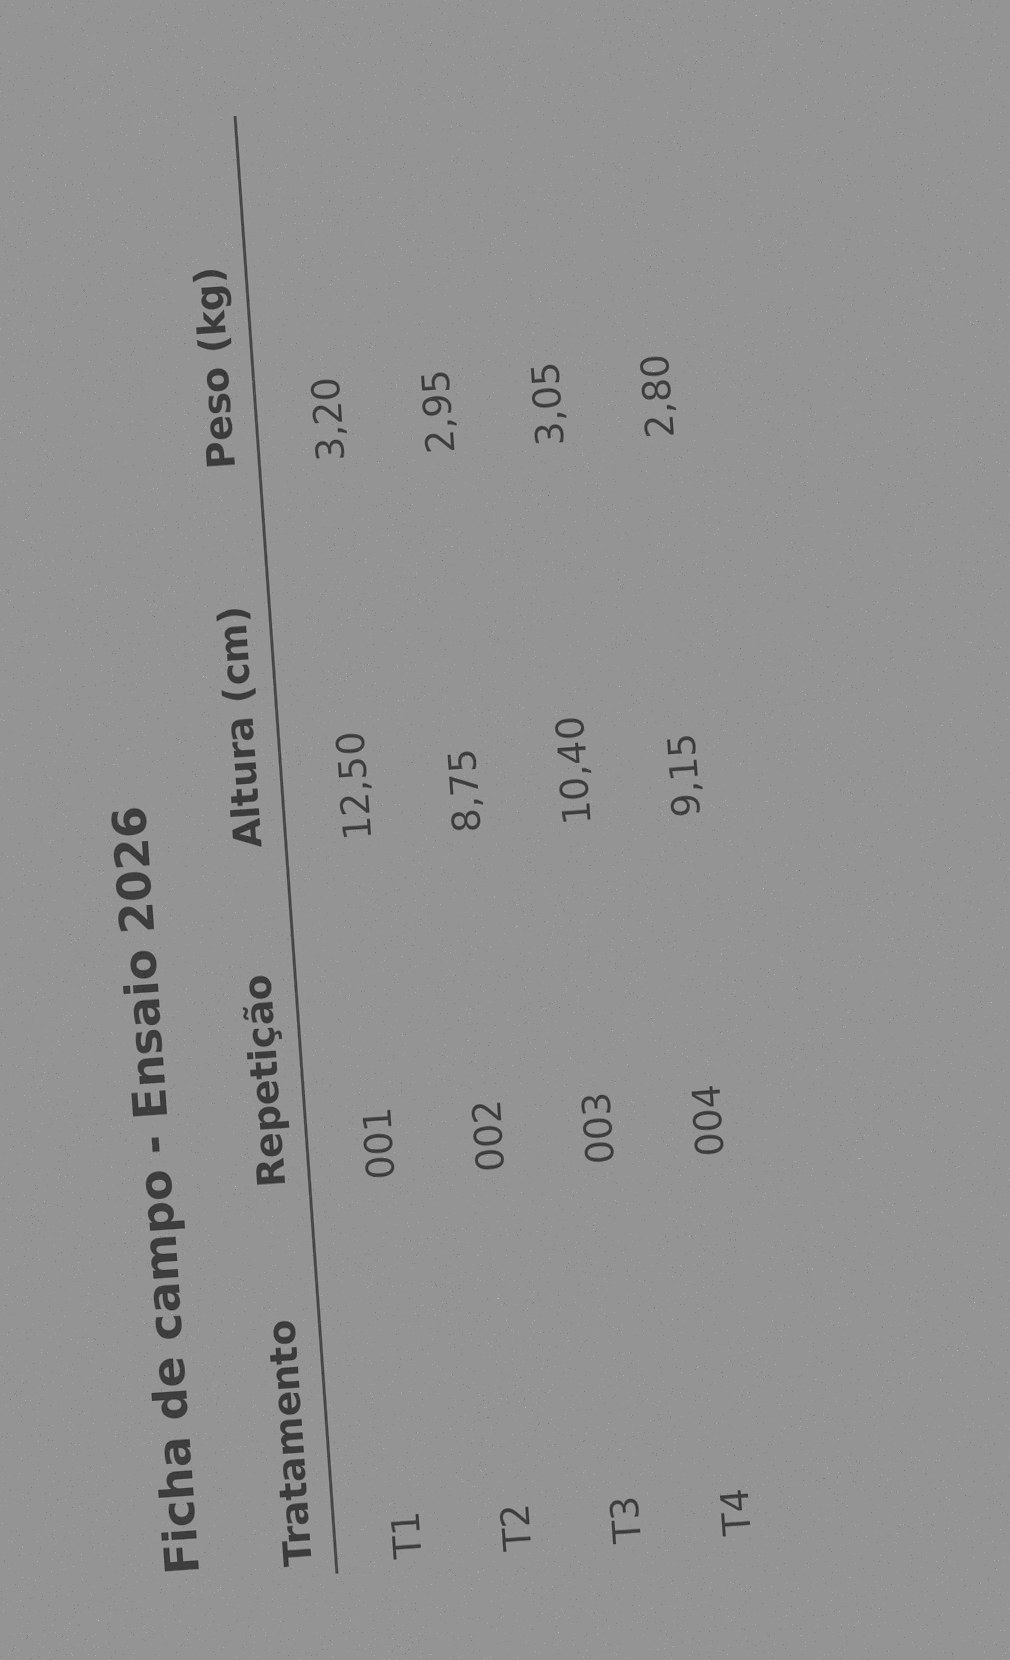 Ficha de campo - Ensaio 2026
Tratamento Repetição Altura (cm) Peso (kg)
T1 001 12,50 3,20
T2 002 8,75 2,95
T3 003 10,40 3,05
T4 004 9,15 2,80